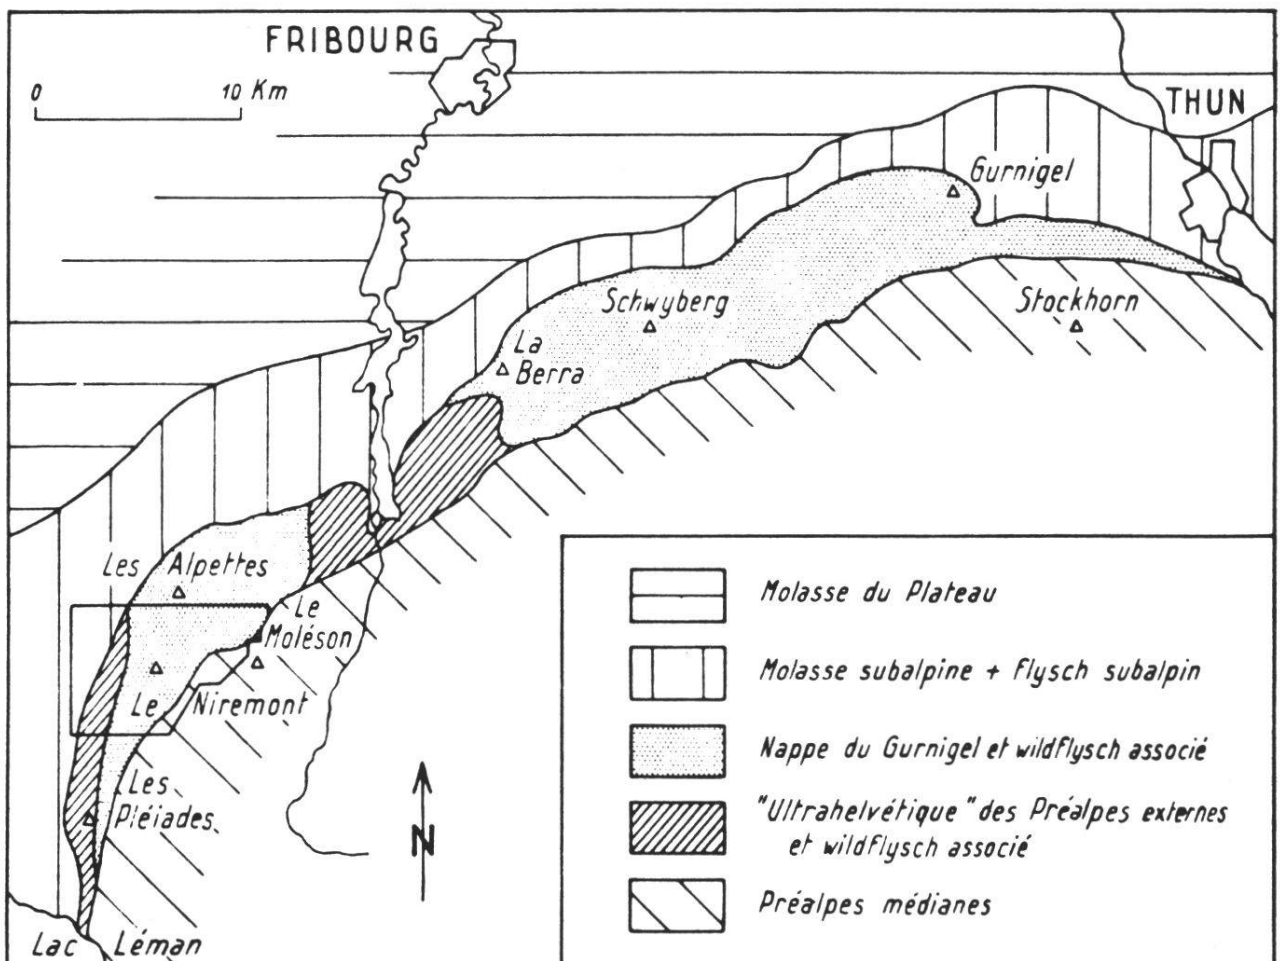 FRIBOURG
0 10 Km
THUN
Gurnigel
Schwyberg
Stockhorn
La
Berra
Les Alpettes
Le
Moléson
Le Niremont
Les
Pléiades
N
Lac Léman
Molasse du Plateau
Molasse subalpine + Flysch subalpin
Nappe du Gurnigel et wildflysch associé
"Ultrahelvétique" des Préalpes externes
et wildflysch associé
Préalpes médianes